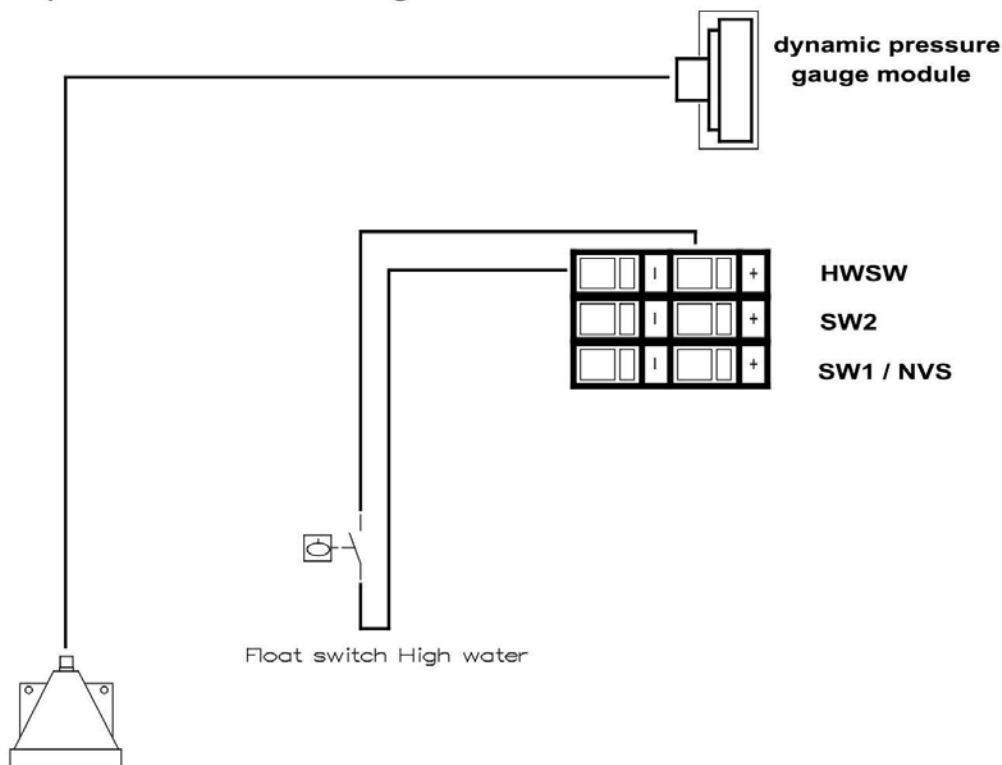 dynamic pressure
gauge module
− + HWSW
− + SW2
− + SW1 / NVS
Float switch High water